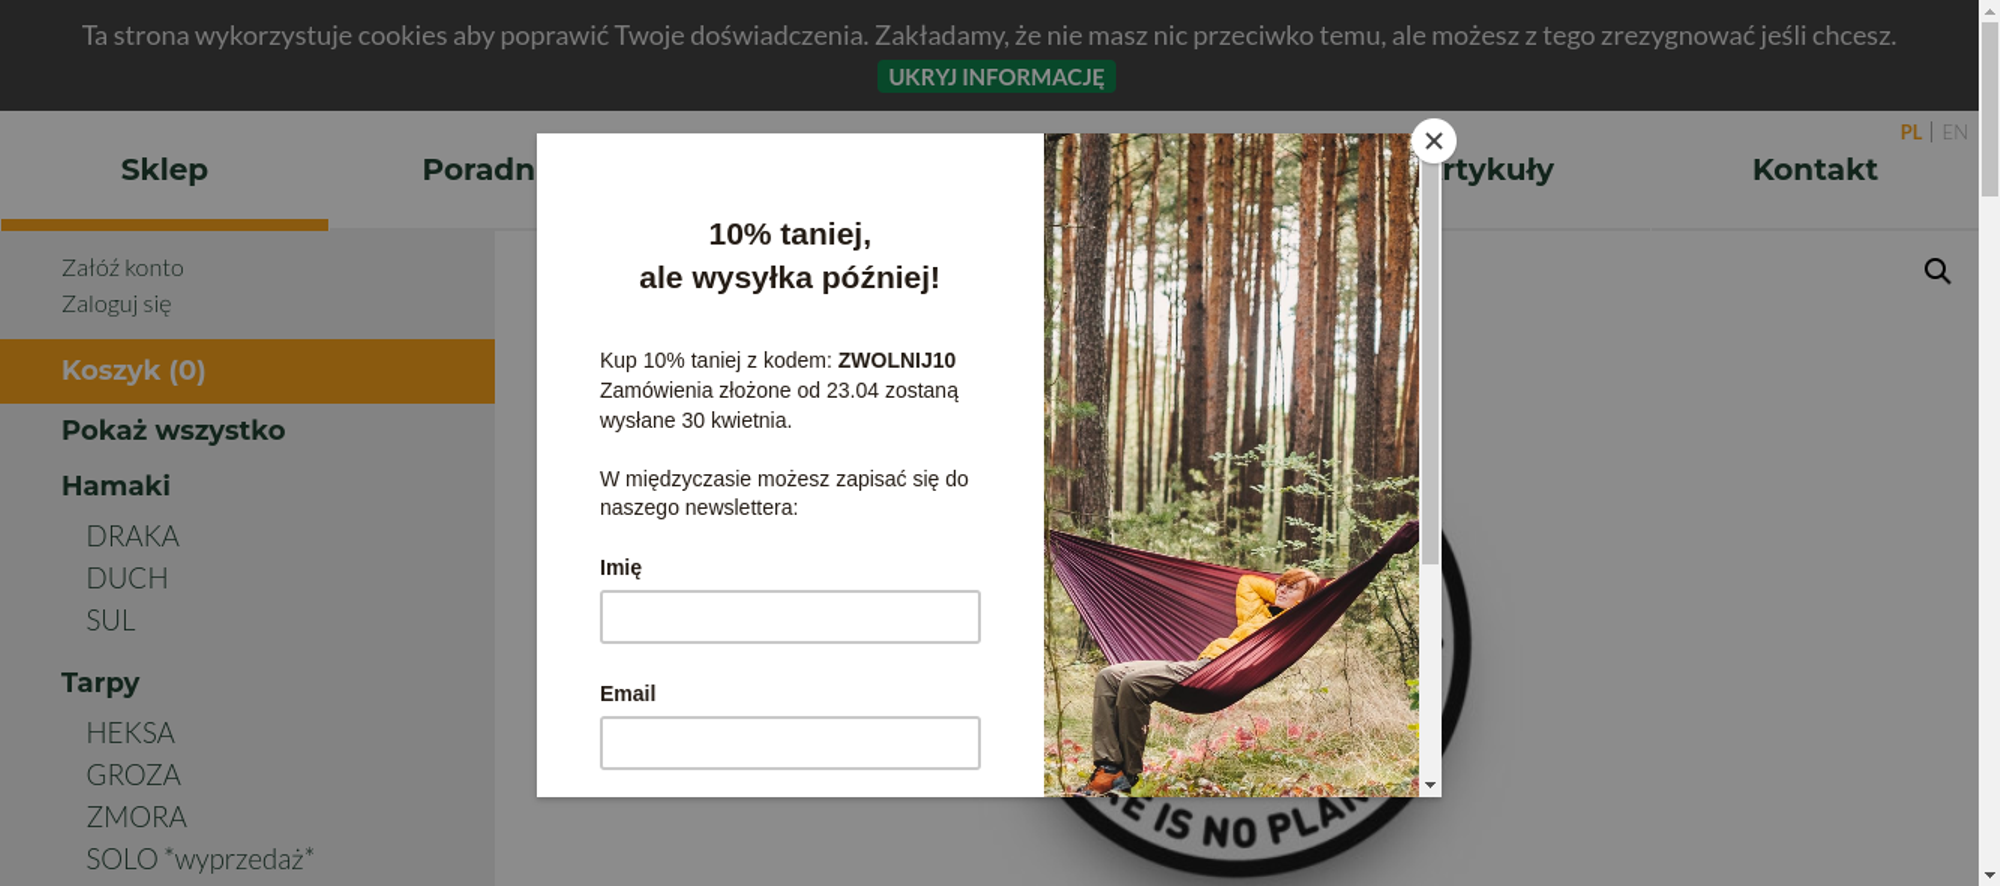 Ta strona wykorzystuje cookies aby poprawić Twoje doświadczenia. Zakładamy, że nie masz nic przeciwko temu, ale możesz z tego zrezygnować jeśli chcesz.
UKRYJ INFORMACJĘ
PL | EN
Sklep
Poradn
rtykuły
Kontakt
Załóż konto
Zaloguj się
Koszyk (0)
Pokaż wszystko
Hamaki
DRAKA
DUCH
SUL
Tarpy
HEKSA
GROZA
ZMORA
SOLO *wyprzedaż*
10% taniej,
ale wysyłka później!
Kup 10% taniej z kodem: ZWOLNIJ10
Zamówienia złożone od 23.04 zostaną
wysłane 30 kwietnia.
W międzyczasie możesz zapisać się do
naszego newslettera:
Imię
Email
IS NO PLAN